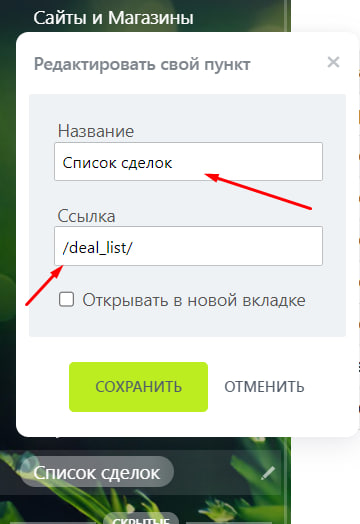 Сайты и Магазины
Редактировать свой пункт
Название
Список сделок
Ссылка
/deal_list/
Открывать в новой вкладке
СОХРАНИТЬ ОТМЕНИТЬ
Список сделок
СКРЫТЫЕ